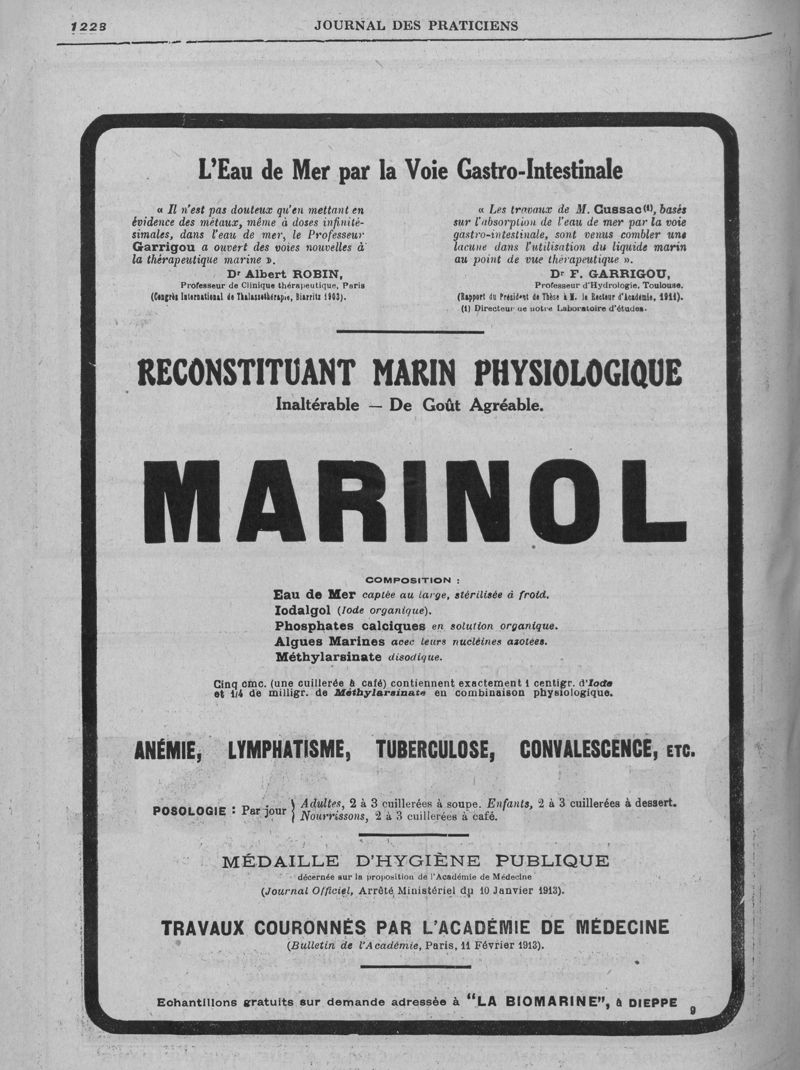 1228
JOURNAL DES PRATICIENS
L'Eau de Mer par la Voie Gastro-Intestinale
« Il n'est pas douteux qu'en mettant en
évidence des métaux, même à doses infinité-
simales, dans l'eau de mer, le Professeur
Garrigou a ouvert des voies nouvelles à
la thérapeutique marine ».
Dr Albert ROBIN,
Professeur de Clinique thérapeutique, Paris
(Congrès International de Thalassothérapie, Biarritz 1903).
« Les travaux de M. Cussac(1), basés
sur l'absorption de l'eau de mer par la voie
gastro-intestinale, sont venus combler une
lacune dans l'utilisation du liquide marin
au point de vue thérapeutique ».
Dr F. GARRIGOU,
Professeur d'Hydrologie, Toulouse,
(Rapport du Président de Thèse à M. le Recteur d'Académie, 1911).
(1) Directeur de notre Laboratoire d'études.
RECONSTITUANT MARIN PHYSIOLOGIQUE
Inaltérable — De Goût Agréable.
MARINOL
COMPOSITION :
Eau de Mer captée au large, stérilisée à froid.
Iodalgol (Iode organique).
Phosphates calciques en solution organique.
Algues Marines avec leurs nucléines azotées.
Méthylarsinate disodique.
Cinq cmc. (une cuillerée à café) contiennent exactement 1 centigr. d'Iode
et 1/4 de milligr. de Méthylarsinate en combinaison physiologique.
ANÉMIE, LYMPHATISME, TUBERCULOSE, CONVALESCENCE, ETC.
POSOLOGIE : Par jour { Adultes, 2 à 3 cuillerées à soupe. Enfants, 2 à 3 cuillerées à dessert.
Nourrissons, 2 à 3 cuillerées à café.
MÉDAILLE D'HYGIÈNE PUBLIQUE
décernée sur la proposition de l'Académie de Médecine
(Journal Officiel, Arrêté Ministériel du 10 Janvier 1913).
TRAVAUX COURONNÉS PAR L'ACADÉMIE DE MÉDECINE
(Bulletin de l'Académie, Paris, 11 Février 1913).
Echantillons gratuits sur demande adressée à "LA BIOMARINE", à DIEPPE
9